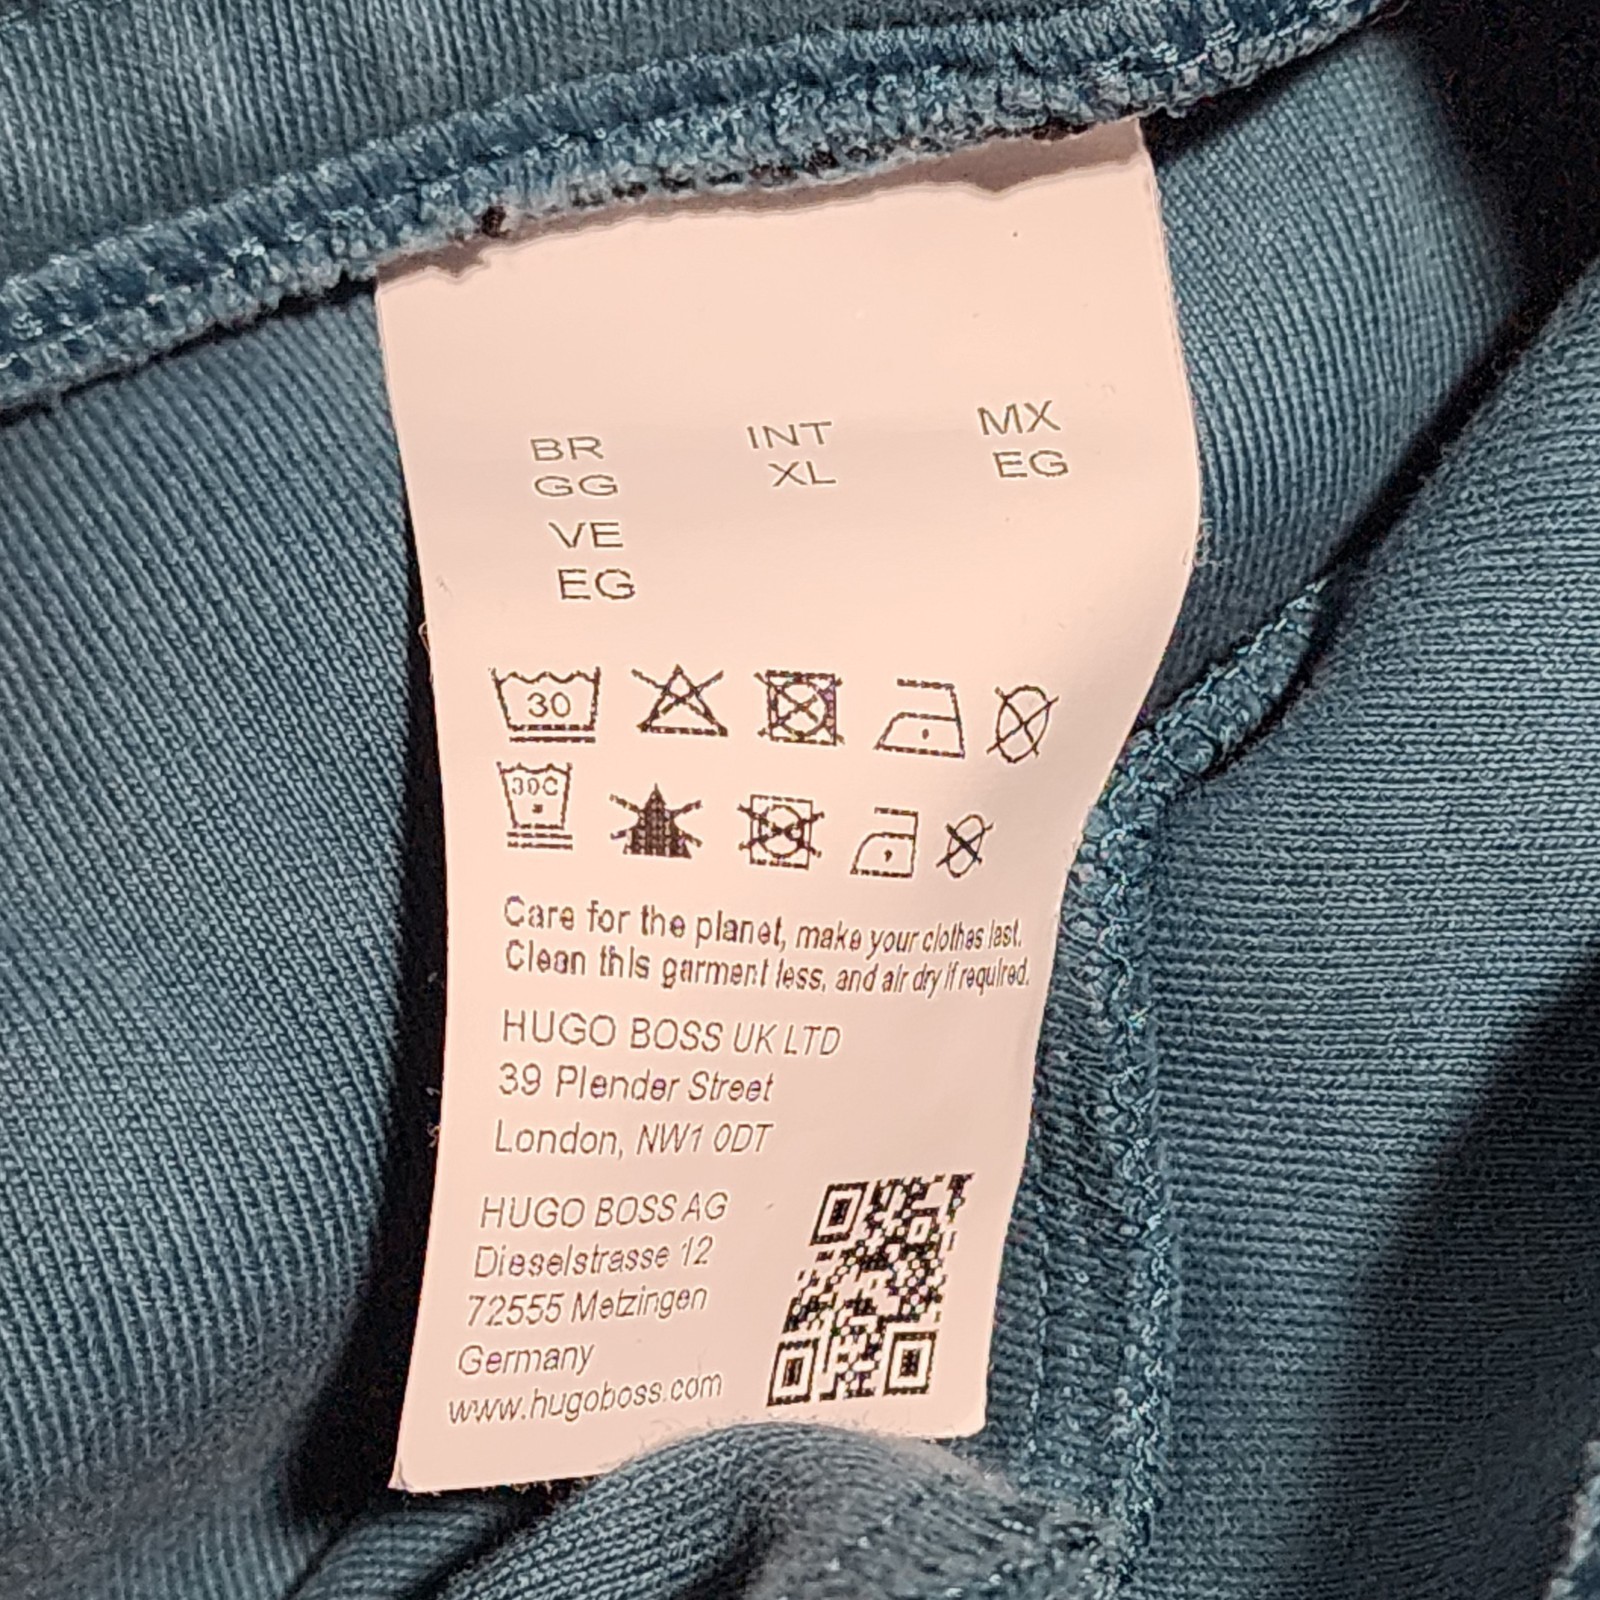 BR INT MX
GG XL EG
VE
EG
30
30C
Care for the planet, make your clothes last.
Clean this garment less, and air dry if required.
HUGO BOSS UK LTD
39 Plender Street
London, NW1 0DT
HUGO BOSS AG
Dieselstrasse 12
72555 Metzingen
Germany
www.hugoboss.com